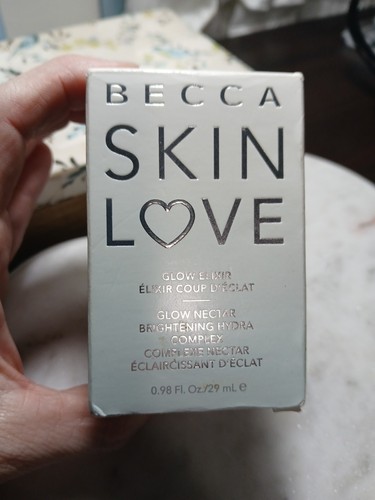 BECCA
SKIN
LOVE
GLOW ELIXIR
ÉLIXIR COUP D'ÉCLAT
GLOW NECTAR
BRIGHTENING HYDRA
COMPLEX
COMPLEXE NECTAR
ÉCLAIRCISSANT D'ÉCLAT
0.98 Fl. Oz./29 mL ℮